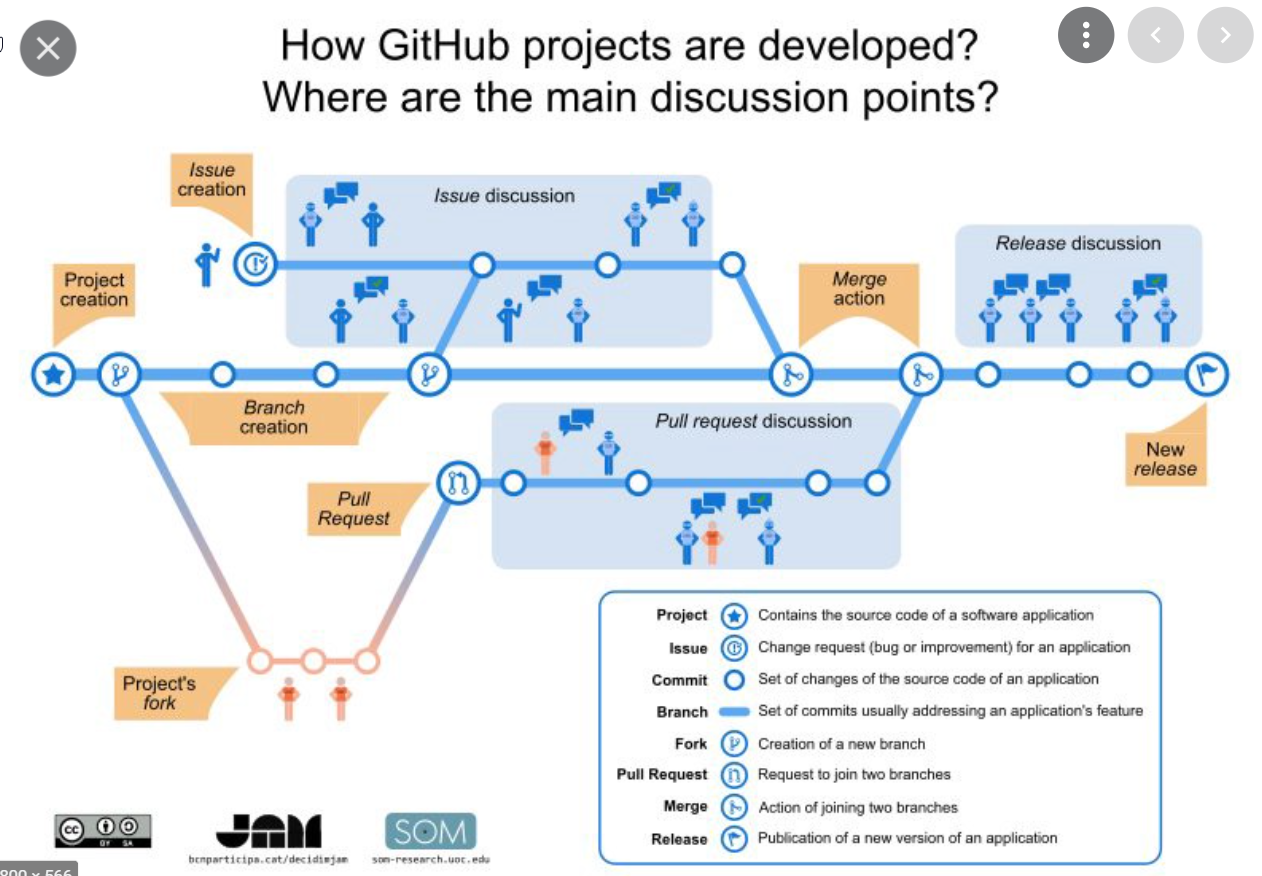 How GitHub projects are developed?
Where are the main discussion points?
Issue
creation
Issue discussion
Release discussion
Project
creation
Merge
action
Branch
creation
Pull request discussion
New
release
Pull
Request
Project's
fork
Project Contains the source code of a software application
Issue Change request (bug or improvement) for an application
Commit Set of changes of the source code of an application
Branch Set of commits usually addressing an application's feature
Fork Creation of a new branch
Pull Request Request to join two branches
Merge Action of joining two branches
Release Publication of a new version of an application
cc
BY SA
JAM
bcnparticipa.cat/decidimjam
SOM
som-research.uoc.edu